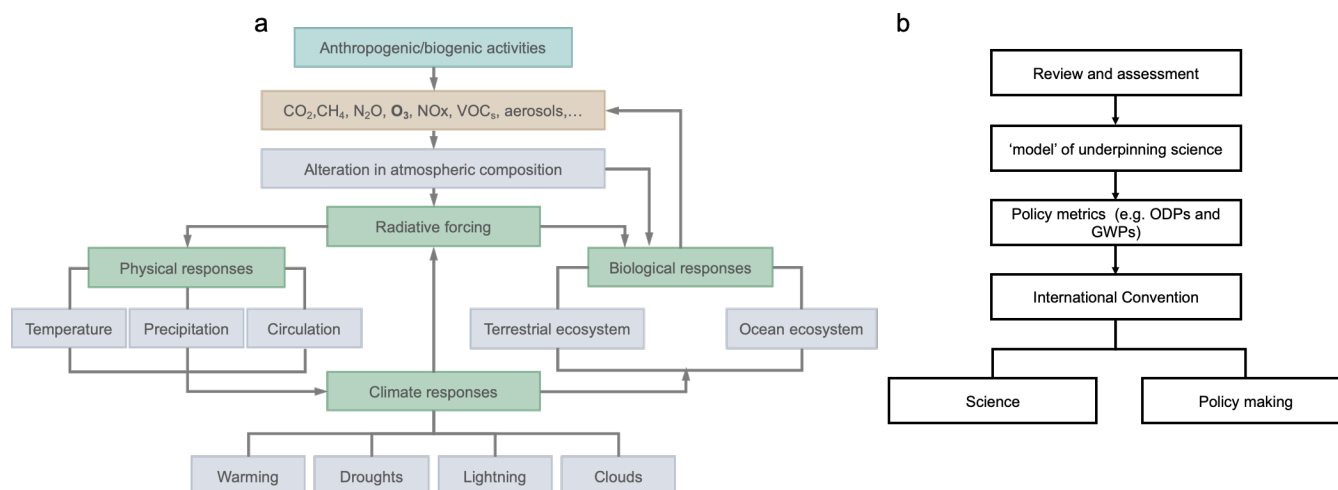 a
Anthropogenic/biogenic activities
CO₂,CH₄, N₂O, O₃, NOx, VOCₛ, aerosols,...
Alteration in atmospheric composition
Radiative forcing
Physical responses
Biological responses
Temperature
Precipitation
Circulation
Terrestrial ecosystem
Ocean ecosystem
Climate responses
Warming
Droughts
Lightning
Clouds
b
Review and assessment
‘model’ of underpinning science
Policy metrics (e.g. ODPs and
GWPs)
International Convention
Science
Policy making